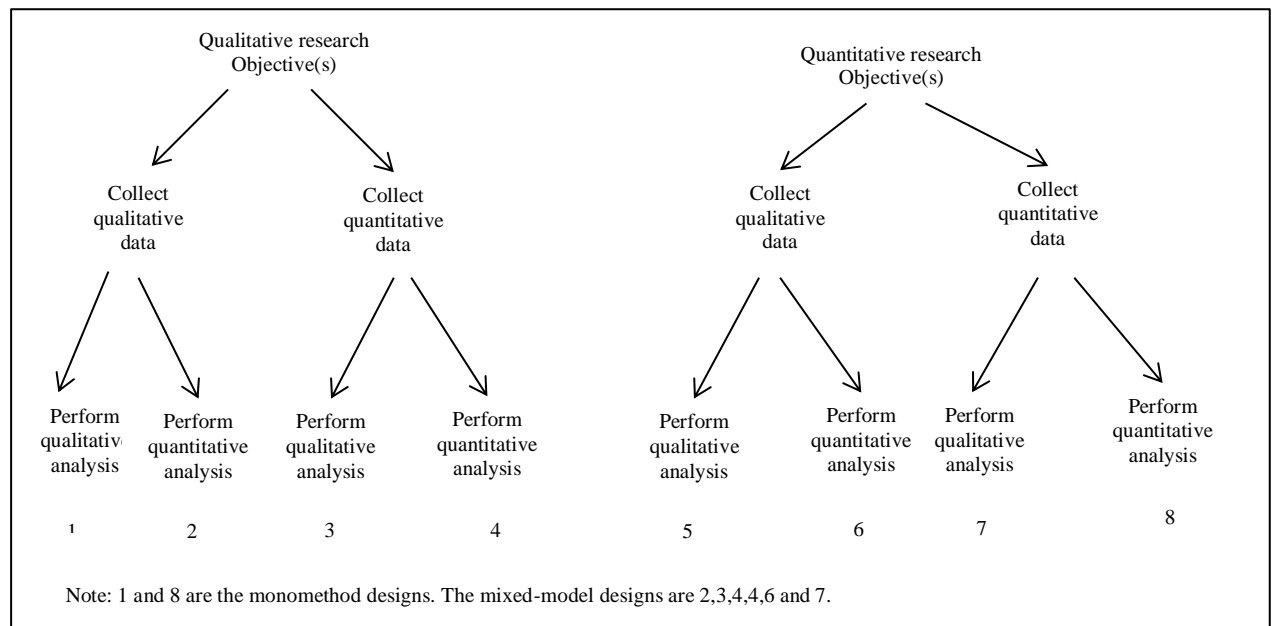 Qualitative research
Objective(s)
Quantitative research
Objective(s)
Collect
qualitative
data
Collect
quantitative
data
Collect
qualitative
data
Collect
quantitative
data
Perform
qualitativ
analysis
Perform
quantitative
analysis
Perform
qualitative
analysis
Perform
quantitative
analysis
Perform
qualitative
analysis
Perform
quantitative
analysis
Perform
qualitative
analysis
Perform
quantitative
analysis
1
2
3
4
5
6
7
8
Note: 1 and 8 are the monomethod designs. The mixed-model designs are 2,3,4,4,6 and 7.